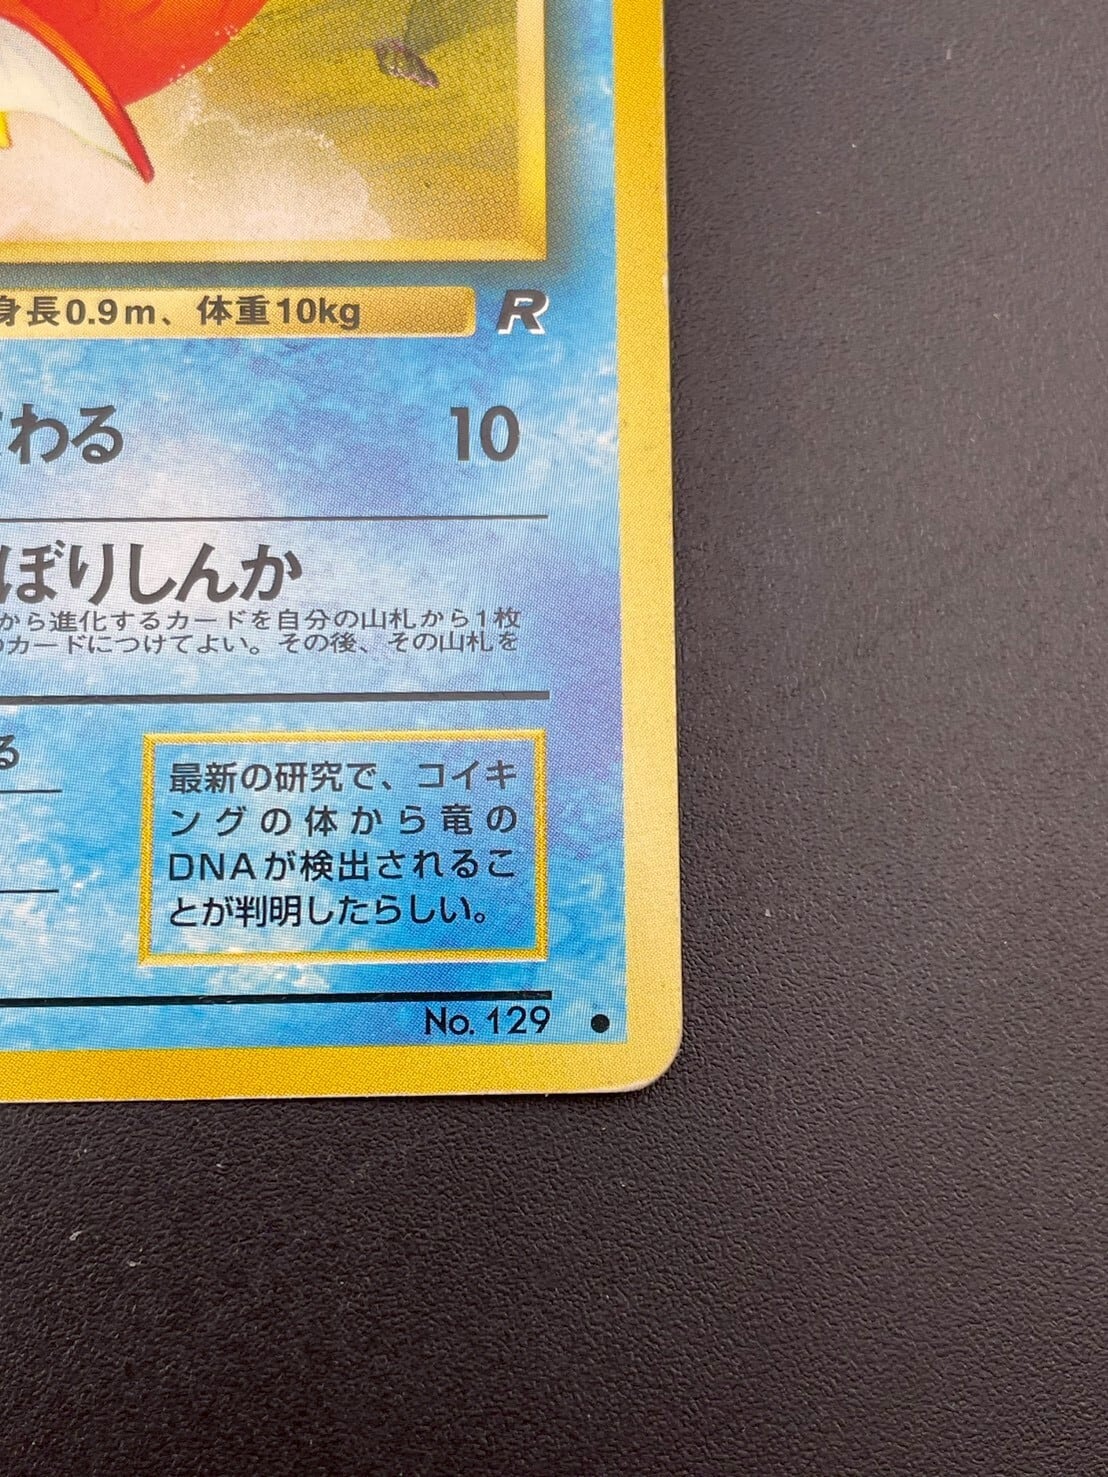 身長0.9m、体重10kg
R
わる 10
ぼりしんか
から進化するカードを自分の山札から1枚
カードにつけてよい。その後、その山札を
る
最新の研究で、コイキ
ングの体から竜の
DNAが検出されるこ
とが判明したらしい。
No. 129 ●